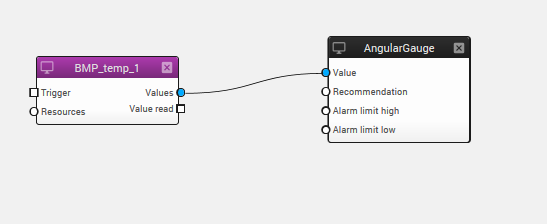 BMP_temp_1
Trigger
Values
Resources
Value read
AngularGauge
Value
Recommendation
Alarm limit high
Alarm limit low